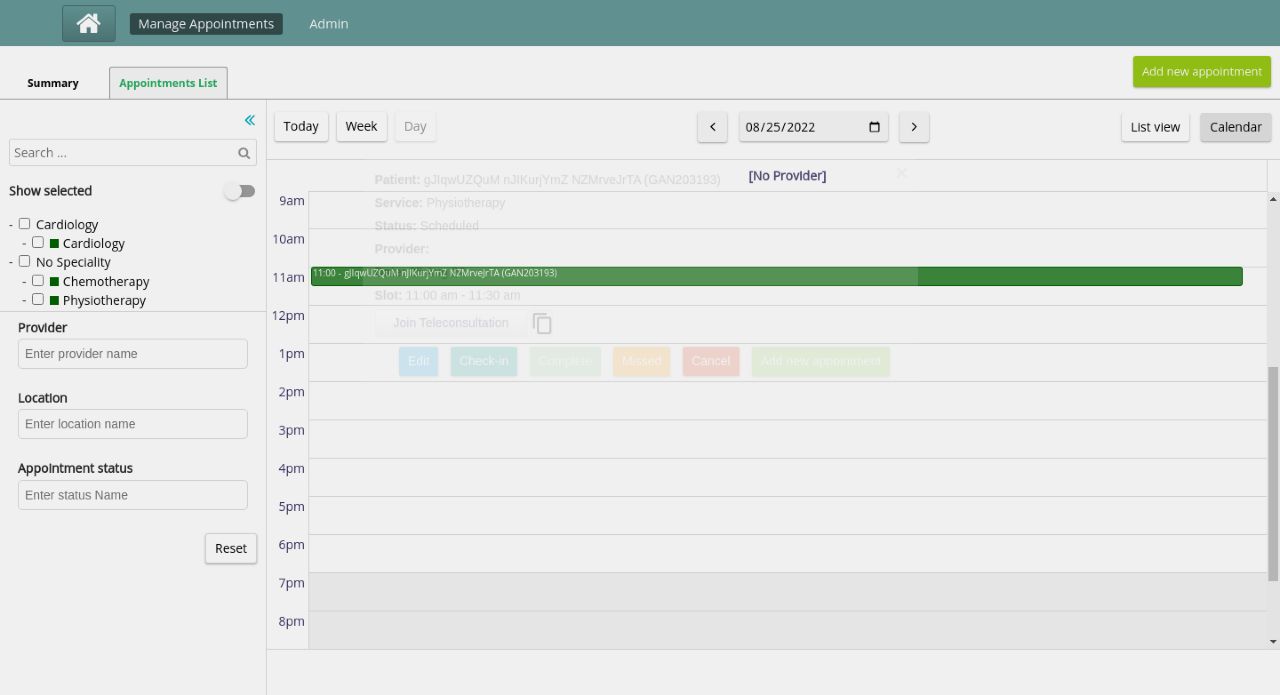 Manage Appointments Admin
Summary Appointments List Add new appointment
Today Week Day 08/25/2022 List view Calendar
Search ...
Show selected
- Cardiology
- Cardiology
- No Speciality
- Chemotherapy
- Physiotherapy
Provider
Enter provider name
Location
Enter location name
Appointment status
Enter status Name
Reset
[No Provider]
Patient: gJIqwUZQuM nJIKurjYmZ NZMrveJrTA (GAN203193)
Service: Physiotherapy
Status: Scheduled
Provider:
11:00 - gJIqwUZQuM nJIKurjYmZ NZMrveJrTA (GAN203193)
Slot: 11:00 am - 11:30 am
Join Teleconsultation
Edit Check-in Complete Missed Cancel Add new appointment
9am
10am
11am
12pm
1pm
2pm
3pm
4pm
5pm
6pm
7pm
8pm